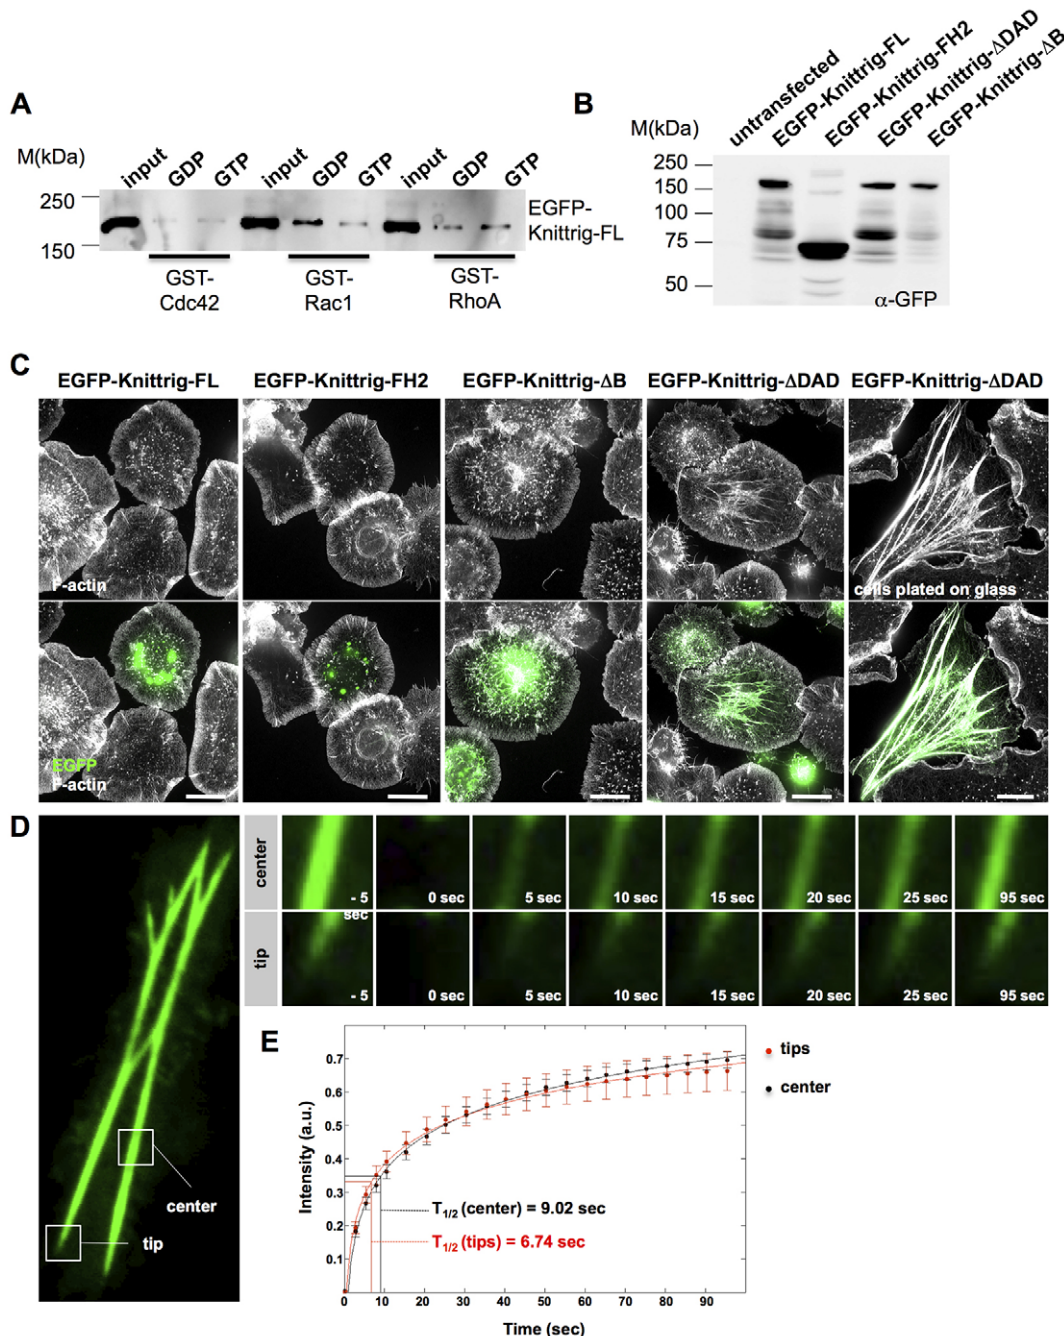 A
M(kDa)
input GDP GTP input GDP GTP input GDP GTP
250
150
EGFP-
Knittrig-FL
GST-
Cdc42
GST-
Rac1
GST-
RhoA
B
M(kDa)
untransfected
EGFP-Knittrig-FL
EGFP-Knittrig-FH2
EGFP-Knittrig-ΔDAD
EGFP-Knittrig-ΔB
250
150
100
75
50
α-GFP
C
EGFP-Knittrig-FL EGFP-Knittrig-FH2 EGFP-Knittrig-ΔB EGFP-Knittrig-ΔDAD EGFP-Knittrig-ΔDAD
F-actin
cells plated on glass
EGFP
F-actin
D
center
tip
center
- 5 sec 0 sec 5 sec 10 sec 15 sec 20 sec 25 sec 95 sec
tip
- 5 0 sec 5 sec 10 sec 15 sec 20 sec 25 sec 95 sec
E
Intensity (a.u.)
0.7
0.6
0.5
0.4
0.3
0.2
0.1
T1/2 (center) = 9.02 sec
T1/2 (tips) = 6.74 sec
0 10 20 30 40 50 60 70 80 90
Time (sec)
tips
center